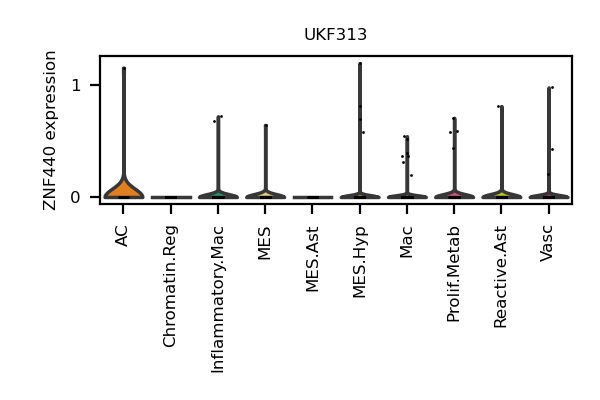 UKF313
ZNF440 expression
1
0
AC
Chromatin.Reg
Inflammatory.Mac
MES
MES.Ast
MES.Hyp
Mac
Prolif.Metab
Reactive.Ast
Vasc